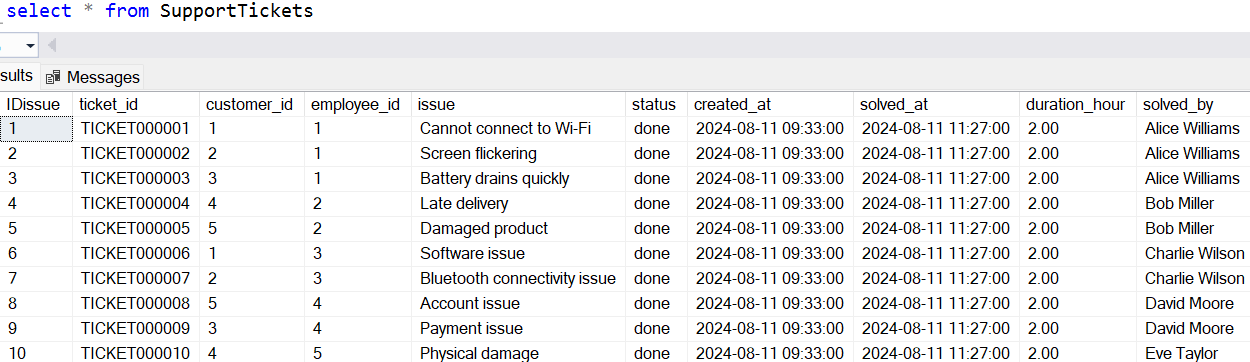 select * from SupportTickets
sults Messages
IDissue ticket_id customer_id employee_id issue status created_at solved_at duration_hour solved_by
1 TICKET000001 1 1 Cannot connect to Wi-Fi done 2024-08-11 09:33:00 2024-08-11 11:27:00 2.00 Alice Williams
2 TICKET000002 2 1 Screen flickering done 2024-08-11 09:33:00 2024-08-11 11:27:00 2.00 Alice Williams
3 TICKET000003 3 1 Battery drains quickly done 2024-08-11 09:33:00 2024-08-11 11:27:00 2.00 Alice Williams
4 TICKET000004 4 2 Late delivery done 2024-08-11 09:33:00 2024-08-11 11:27:00 2.00 Bob Miller
5 TICKET000005 5 2 Damaged product done 2024-08-11 09:33:00 2024-08-11 11:27:00 2.00 Bob Miller
6 TICKET000006 1 3 Software issue done 2024-08-11 09:33:00 2024-08-11 11:27:00 2.00 Charlie Wilson
7 TICKET000007 2 3 Bluetooth connectivity issue done 2024-08-11 09:33:00 2024-08-11 11:27:00 2.00 Charlie Wilson
8 TICKET000008 5 4 Account issue done 2024-08-11 09:33:00 2024-08-11 11:27:00 2.00 David Moore
9 TICKET000009 3 4 Payment issue done 2024-08-11 09:33:00 2024-08-11 11:27:00 2.00 David Moore
10 TICKET000010 4 5 Physical damage done 2024-08-11 09:33:00 2024-08-11 11:27:00 2.00 Eve Taylor